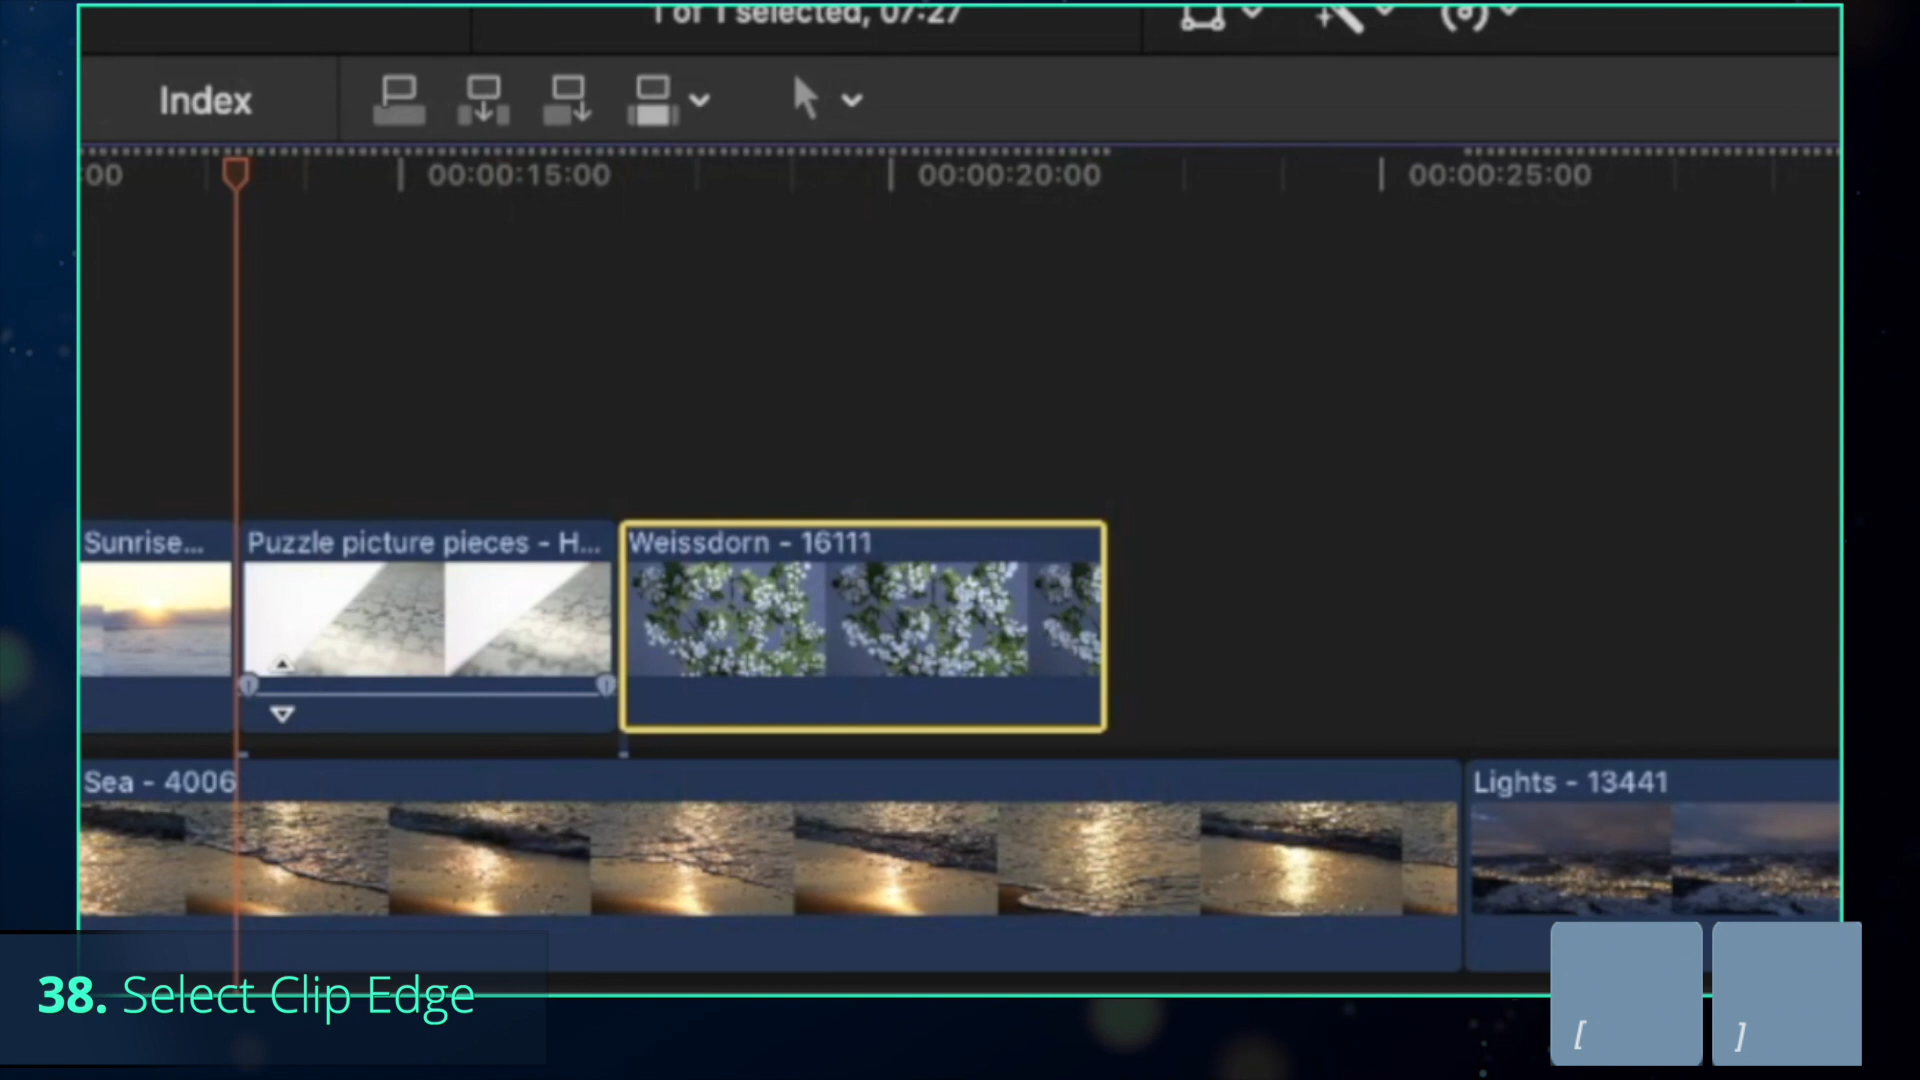 1 of 1 selected, 07:27
Index
:00
00:00:15:00
00:00:20:00
00:00:25:00
Sunrise...
Puzzle picture pieces - H...
Weissdorn - 16111
Sea - 4006
Lights - 13441
38. Select Clip Edge
[
]